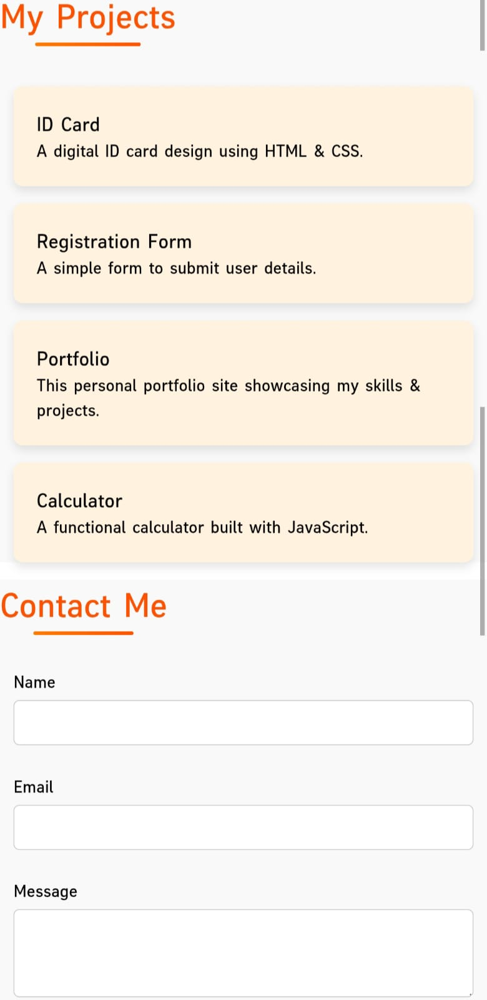 My Projects
ID Card
A digital ID card design using HTML & CSS.
Registration Form
A simple form to submit user details.
Portfolio
This personal portfolio site showcasing my skills &
projects.
Calculator
A functional calculator built with JavaScript.
Contact Me
Name
Email
Message